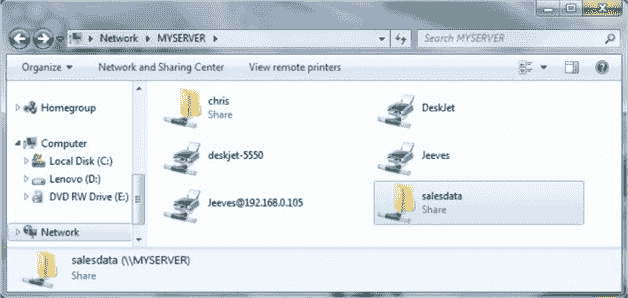 Network ▸ MYSERVER ▸
Search MYSERVER
Organize ▾ Network and Sharing Center View remote printers
Homegroup
Computer
Local Disk (C:)
Lenovo (D:)
DVD RW Drive (E:)
Network
chris
Share
DeskJet
deskjet-5550
Jeeves
Jeeves@192.168.0.105
salesdata
Share
salesdata (\\MYSERVER)
Share